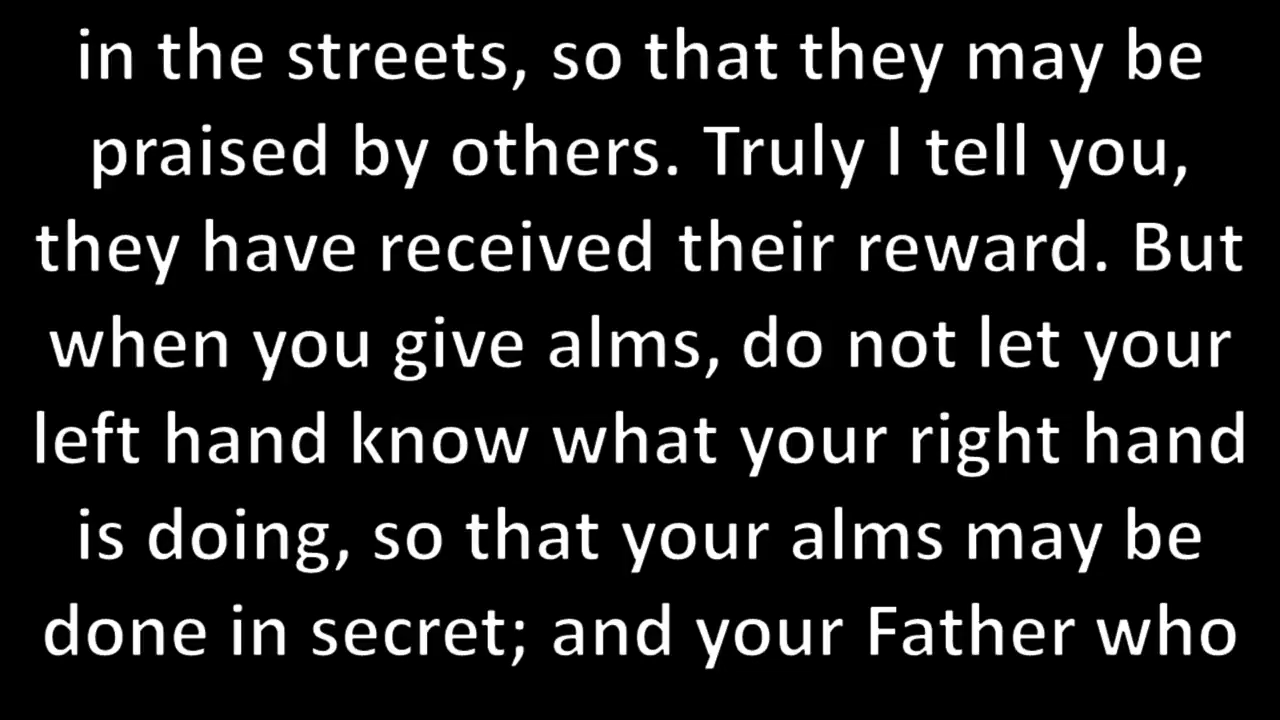 in the streets, so that they may be
praised by others. Truly I tell you,
they have received their reward. But
when you give alms, do not let your
left hand know what your right hand
is doing, so that your alms may be
done in secret; and your Father who